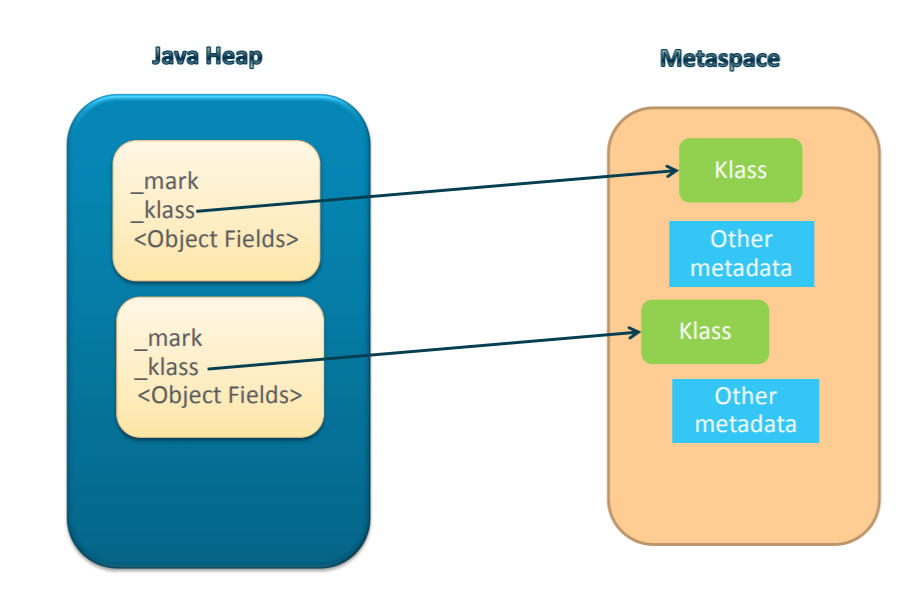 Java Heap
Metaspace
_mark
_klass
<Object Fields>
Klass
Other
metadata
_mark
_klass
<Object Fields>
Klass
Other
metadata